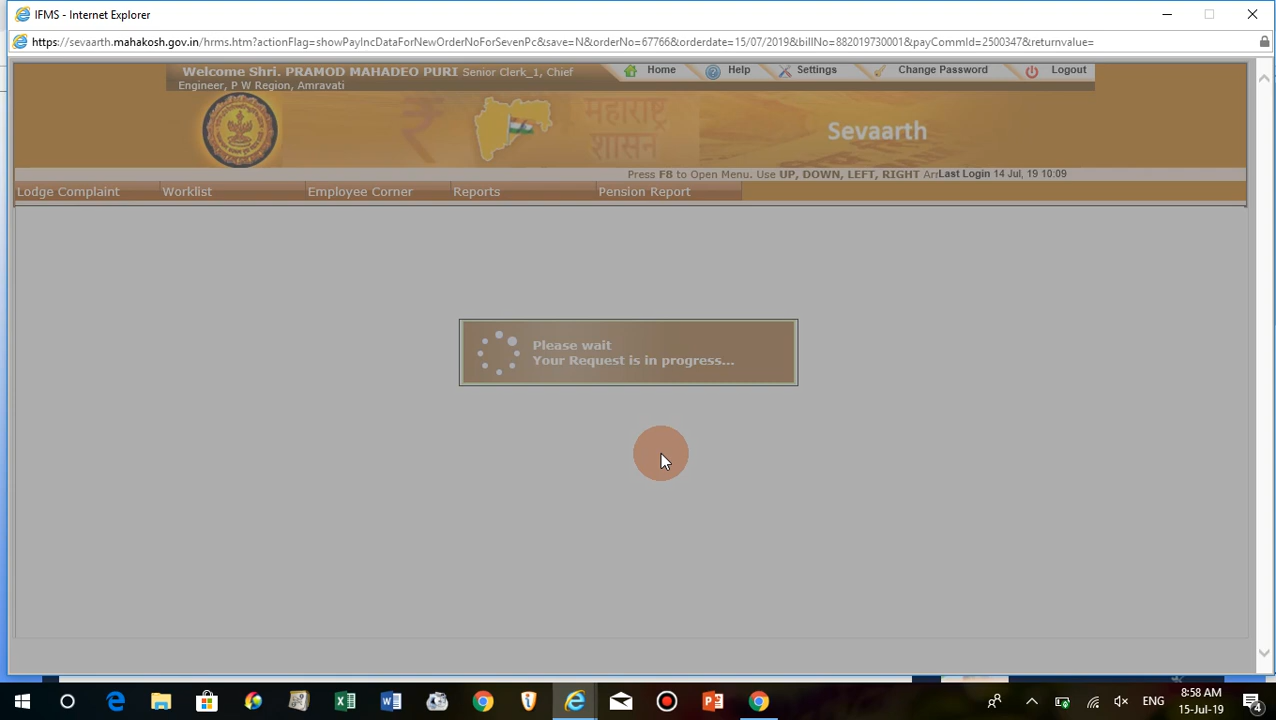 IFMS - Internet Explorer
https://sevaarth.mahakosh.gov.in/hrms.htm?actionFlag=showPayIncDataForNewOrderNoForSevenPc&save=N&orderNo=67766&orderdate=15/07/2019&billNo=882019730001&payCommId=2500347&returnvalue=
Welcome Shri. PRAMOD MAHADEO PURI Senior Clerk_1, Chief
Engineer, P W Region, Amravati
Home Help Settings Change Password Logout
महाराष्ट्र
शासन
Sevaarth
Press F8 to Open Menu. Use UP, DOWN, LEFT, RIGHT Arr Last Login 14 Jul, 19 10:09
Lodge Complaint Worklist Employee Corner Reports Pension Report
Please wait
Your Request is in progress...
ENG
8:58 AM
15-Jul-19
4